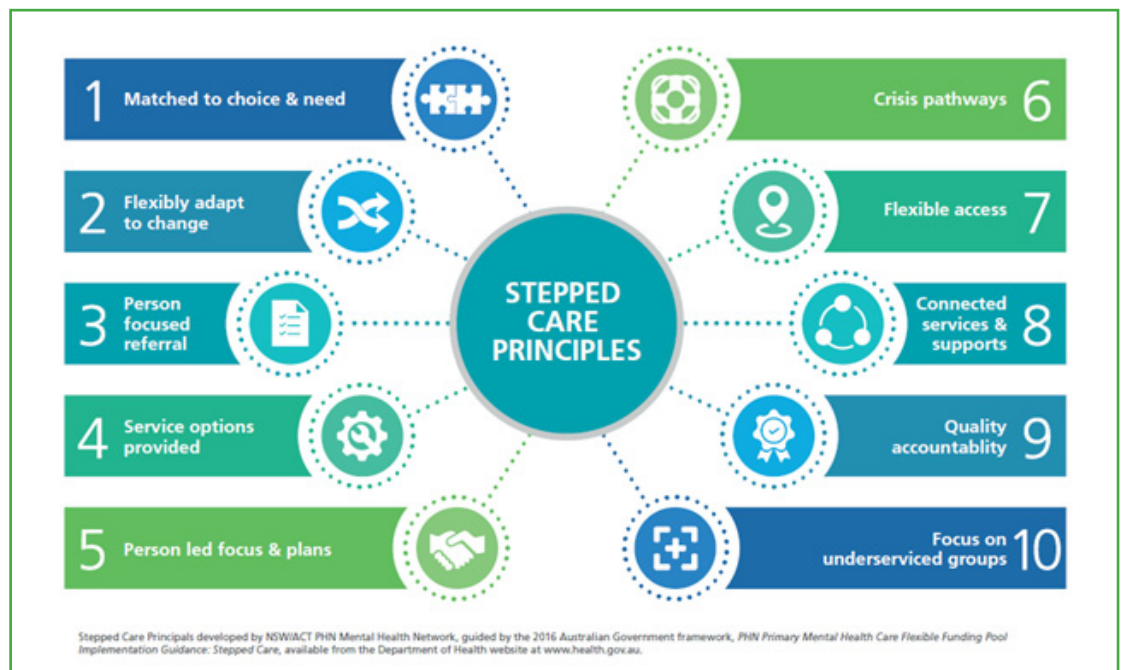 1 Matched to choice & need
2 Flexibly adapt
to change
3 Person
focused
referral
4 Service options
provided
5 Person led focus & plans
STEPPED
CARE
PRINCIPLES
Crisis pathways 6
Flexible access 7
Connected
services &
supports 8
Quality
accountablity 9
Focus on
underserviced groups 10
Stepped Care Principals developed by NSW/ACT PHN Mental Health Network, guided by the 2016 Australian Government framework, PHN Primary Mental Health Care Flexible Funding Pool
Implementation Guidance: Stepped Care, available from the Department of Health website at www.health.gov.au.